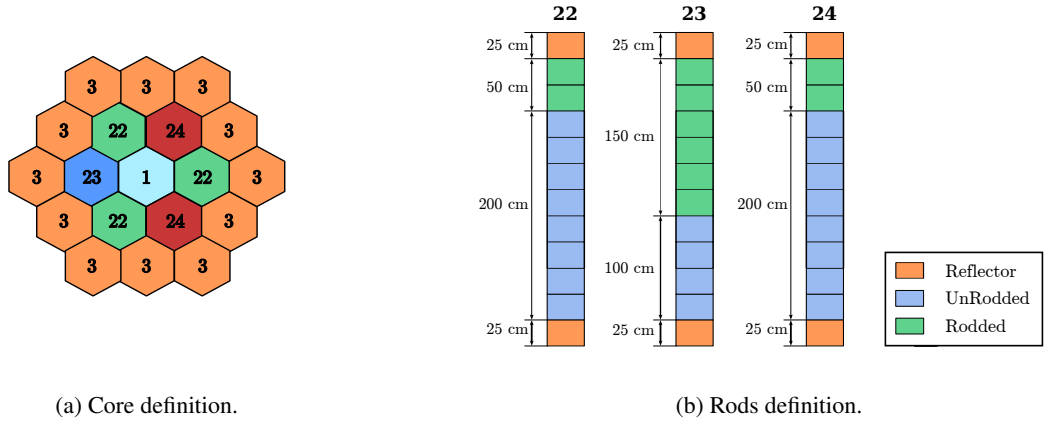 3 3 3
3 22 24 3
3 23 1 22 3
3 22 24 3
3 3 3
(a) Core definition.
22 23 24
25 cm 25 cm 25 cm
50 cm 150 cm 50 cm
200 cm 100 cm 200 cm
25 cm 25 cm 25 cm
Reflector
UnRodded
Rodded
(b) Rods definition.